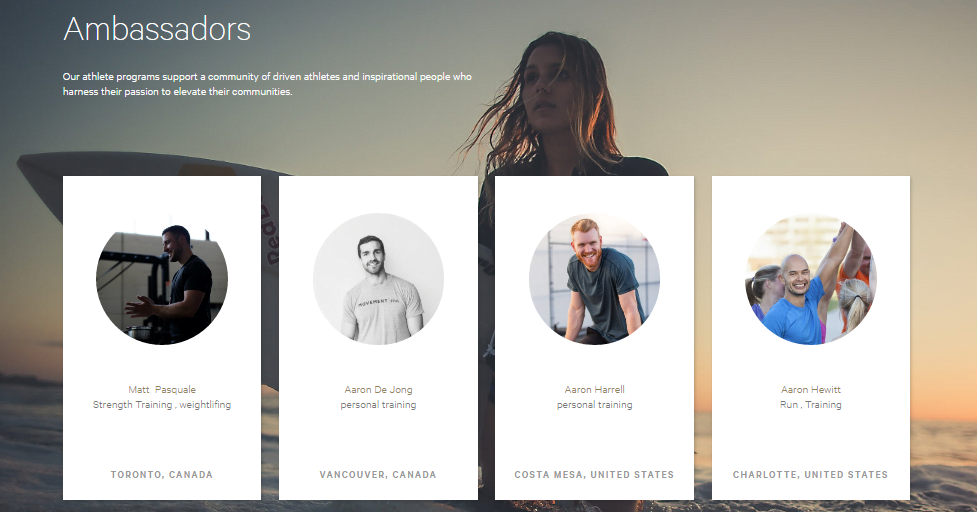 Ambassadors
Our athlete programs support a community of driven athletes and inspirational people who
harness their passion to elevate their communities.
Matt Pasquale
Strength Training , weightlifing
TORONTO, CANADA
MOVEMENT
Aaron De Jong
personal training
VANCOUVER, CANADA
Aaron Harrell
personal training
COSTA MESA, UNITED STATES
Aaron Hewitt
Run , Training
CHARLOTTE, UNITED STATES